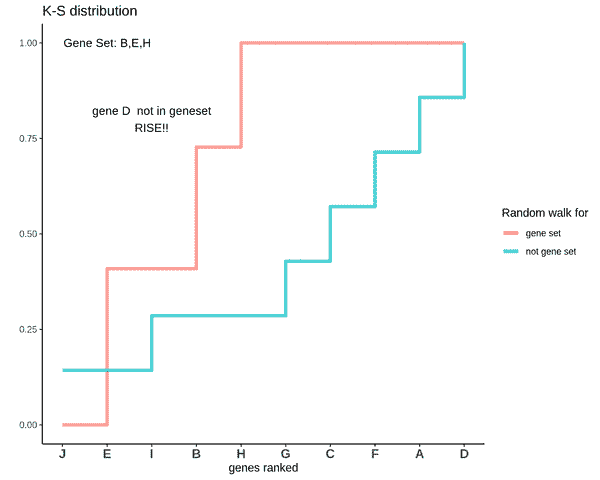 K-S distribution
1.00
Gene Set: B,E,H
gene D  not in geneset
RISE!!
0.75
0.50
0.25
0.00
Random walk for
gene set
not gene set
J E I B H G C F A D
genes ranked